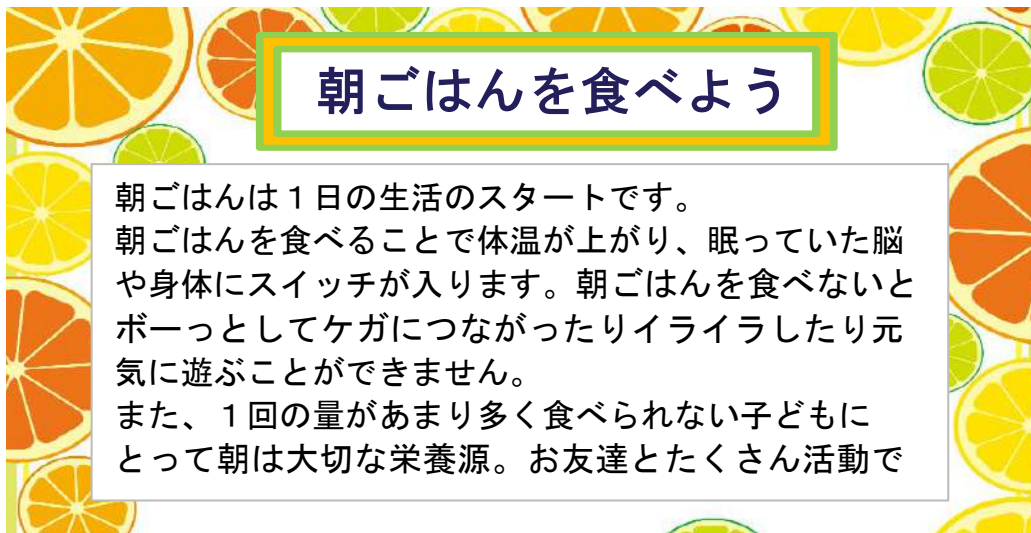 朝ごはんを食べよう
朝ごはんは１日の生活のスタートです。
朝ごはんを食べることで体温が上がり、眠っていた脳
や身体にスイッチが入ります。朝ごはんを食べないと
ボーっとしてケガにつながったりイライラしたり元
気に遊ぶことができません。
また、１回の量があまり多く食べられない子どもに
とって朝は大切な栄養源。お友達とたくさん活動で